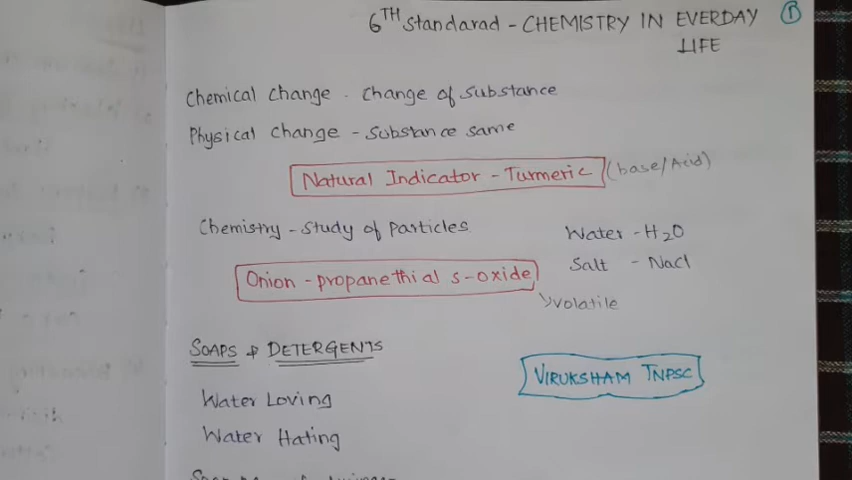 6TH Standarad - CHEMISTRY IN EVERDAY
LIFE
1
Chemical Change . Change of Substance
Physical Change - Substance same
Natural Indicator - Turmeric (base/Acid)
Chemistry - Study of Particles
Water - H2O
Salt - Nacl
Onion - propanethial s-oxide
volatile
SOAPS & DETERGENTS
VIRUKSHAM TNPSC
Water Loving
Water Hating